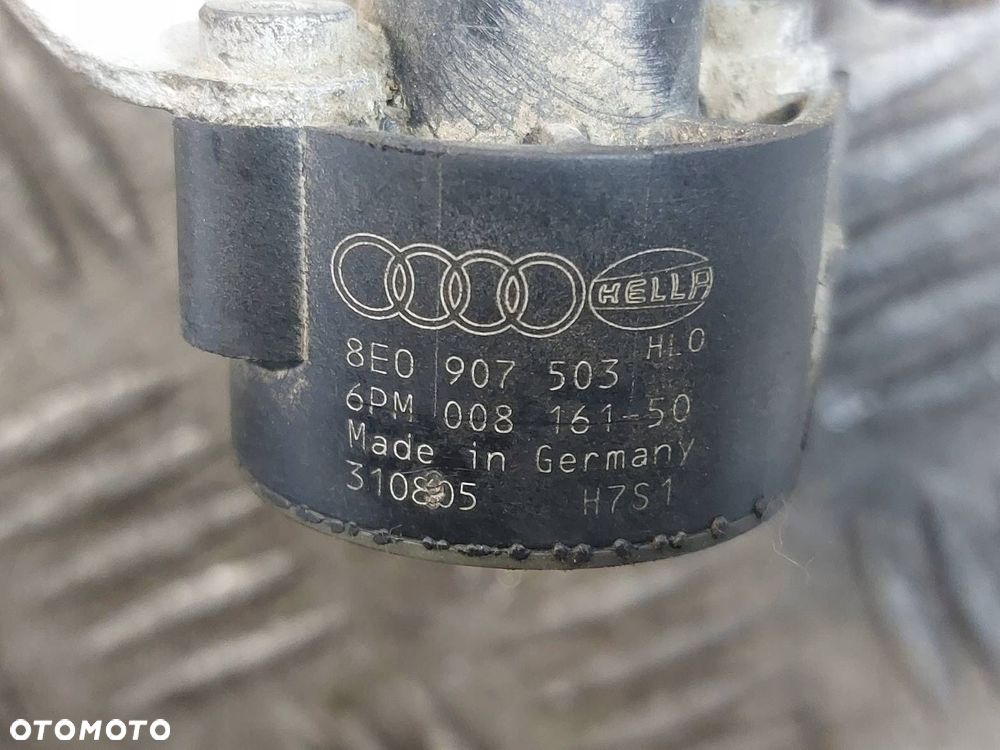 HELLA
HLO
8E0 907 503
6PM 008 161-50
Made in Germany
310805 H7S1
OTOMOTO